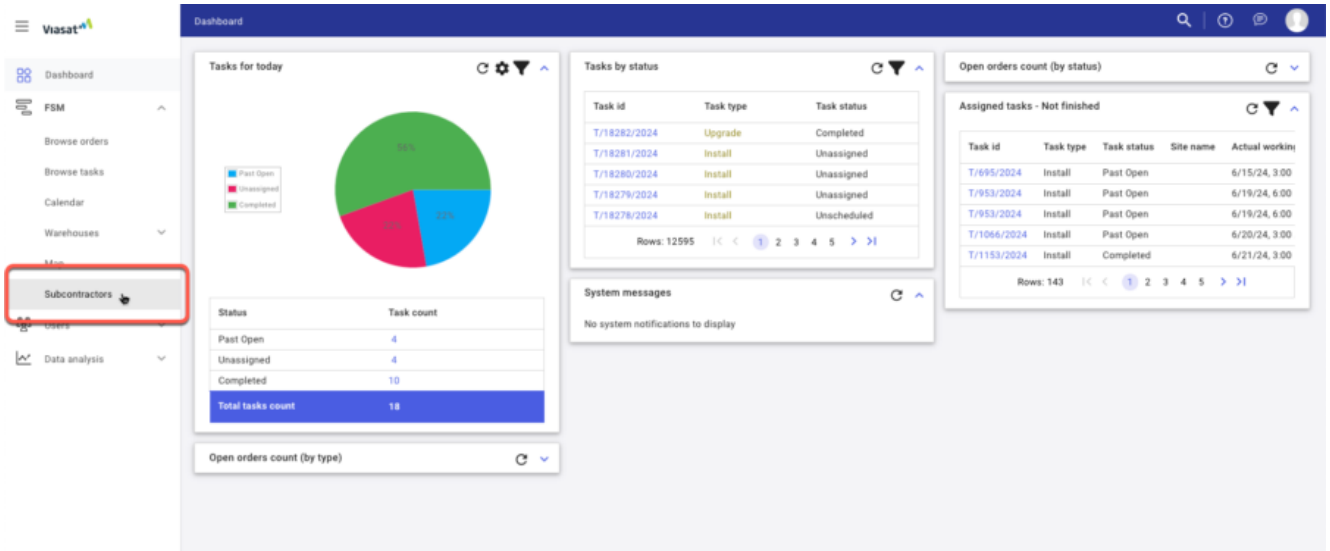 Viasat
Dashboard
Dashboard
FSM
Browse orders
Browse tasks
Calendar
Warehouses
Map
Subcontractors
Users
Data analysis
Tasks for today
56%
22%
22%
Past Open
Unassigned
Completed
Status Task count
Past Open 4
Unassigned 4
Completed 10
Total tasks count 18
Open orders count (by type)
Tasks by status
Task id Task type Task status
T/18282/2024 Upgrade Completed
T/18281/2024 Install Unassigned
T/18280/2024 Install Unassigned
T/18279/2024 Install Unassigned
T/18278/2024 Install Unscheduled
Rows: 12595 |< < 1 2 3 4 5 > >|
System messages
No system notifications to display
Open orders count (by status)
Assigned tasks - Not finished
Task id Task type Task status Site name Actual working
T/695/2024 Install Past Open 6/15/24, 3:00
T/953/2024 Install Past Open 6/19/24, 6:00
T/953/2024 Install Past Open 6/19/24, 6:00
T/1066/2024 Install Past Open 6/20/24, 3:00
T/1153/2024 Install Completed 6/21/24, 3:00
Rows: 143 |< < 1 2 3 4 5 > >|